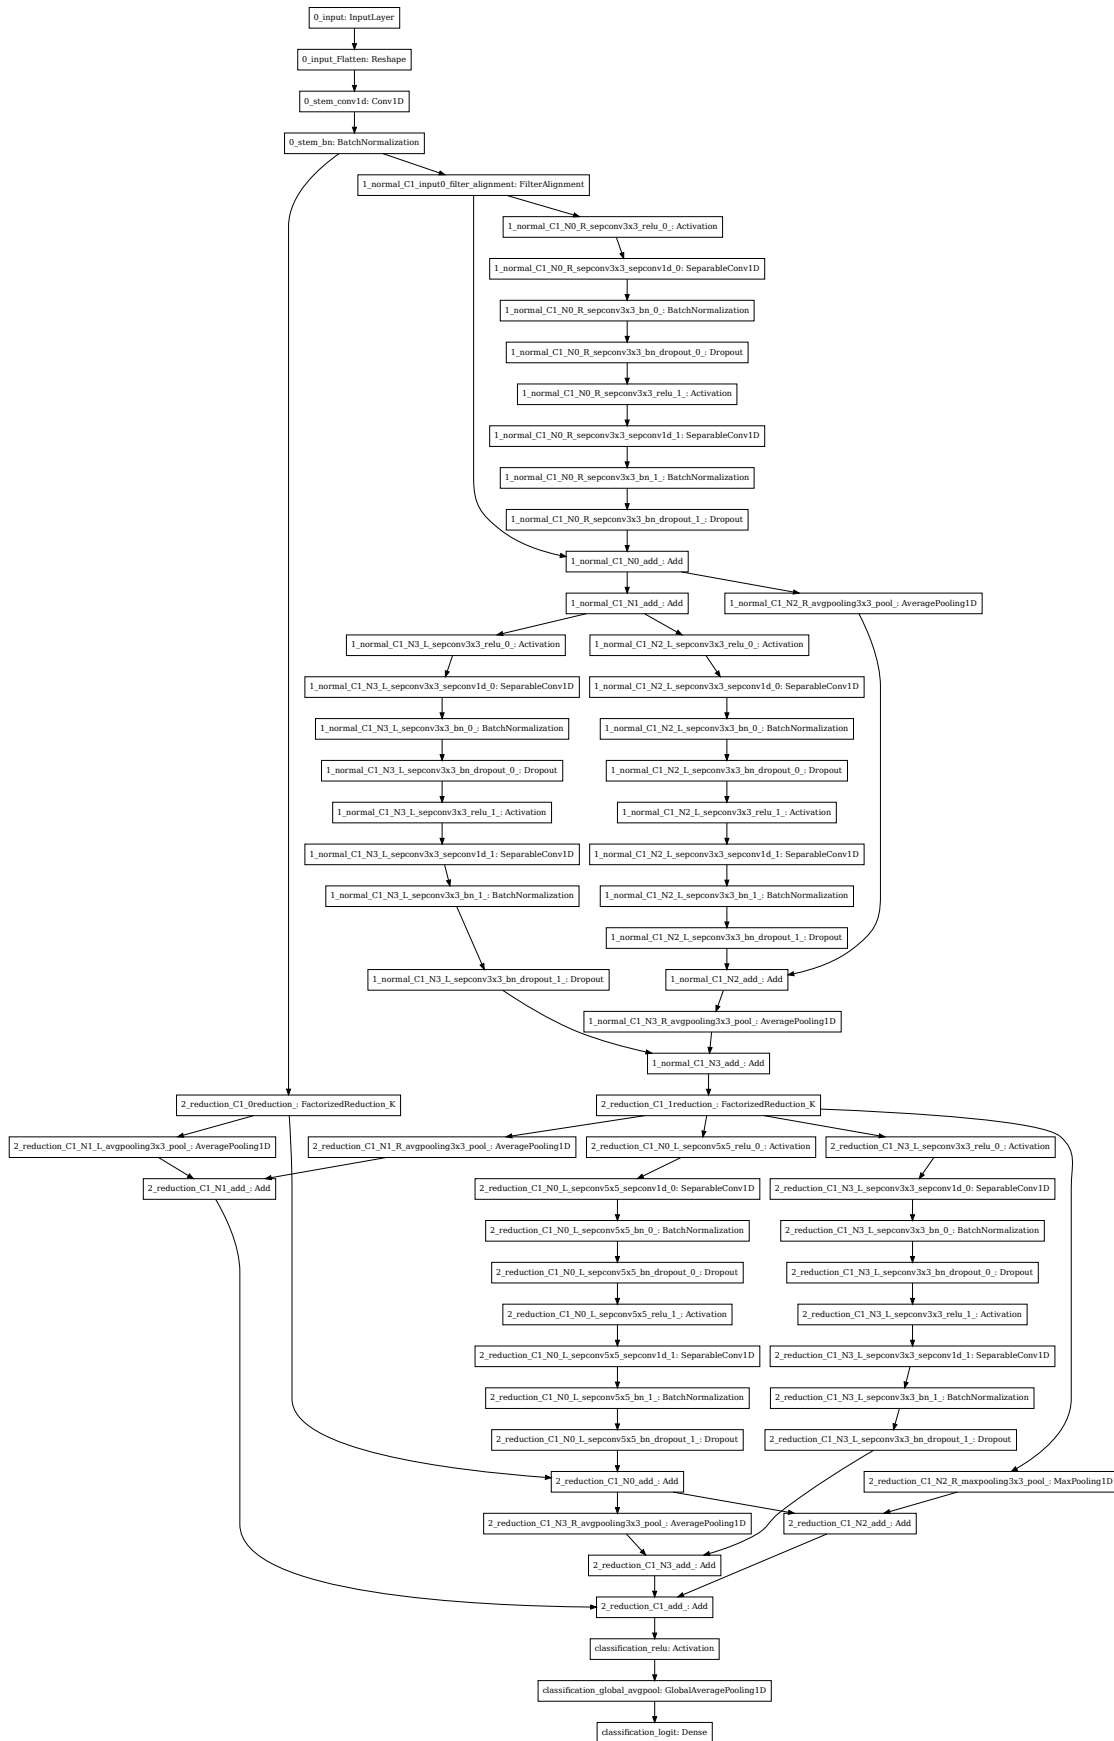 0_input: InputLayer
0_input_Flatten: Reshape
0_stem_conv1d: Conv1D
0_stem_bn: BatchNormalization
1_normal_C1_input0_filter_alignment: FilterAlignment
1_normal_C1_N0_R_sepconv3x3_relu_0_: Activation
1_normal_C1_N0_R_sepconv3x3_sepconv1d_0: SeparableConv1D
1_normal_C1_N0_R_sepconv3x3_bn_0_: BatchNormalization
1_normal_C1_N0_R_sepconv3x3_bn_dropout_0_: Dropout
1_normal_C1_N0_R_sepconv3x3_relu_1_: Activation
1_normal_C1_N0_R_sepconv3x3_sepconv1d_1: SeparableConv1D
1_normal_C1_N0_R_sepconv3x3_bn_1_: BatchNormalization
1_normal_C1_N0_R_sepconv3x3_bn_dropout_1_: Dropout
1_normal_C1_N0_add_: Add
1_normal_C1_N1_add_: Add
1_normal_C1_N2_R_avgpooling3x3_pool_: AveragePooling1D
1_normal_C1_N3_L_sepconv3x3_relu_0_: Activation
1_normal_C1_N2_L_sepconv3x3_relu_0_: Activation
1_normal_C1_N3_L_sepconv3x3_sepconv1d_0: SeparableConv1D
1_normal_C1_N2_L_sepconv3x3_sepconv1d_0: SeparableConv1D
1_normal_C1_N3_L_sepconv3x3_bn_0_: BatchNormalization
1_normal_C1_N2_L_sepconv3x3_bn_0_: BatchNormalization
1_normal_C1_N3_L_sepconv3x3_bn_dropout_0_: Dropout
1_normal_C1_N2_L_sepconv3x3_bn_dropout_0_: Dropout
1_normal_C1_N3_L_sepconv3x3_relu_1_: Activation
1_normal_C1_N2_L_sepconv3x3_relu_1_: Activation
1_normal_C1_N3_L_sepconv3x3_sepconv1d_1: SeparableConv1D
1_normal_C1_N2_L_sepconv3x3_sepconv1d_1: SeparableConv1D
1_normal_C1_N3_L_sepconv3x3_bn_1_: BatchNormalization
1_normal_C1_N2_L_sepconv3x3_bn_1_: BatchNormalization
1_normal_C1_N2_L_sepconv3x3_bn_dropout_1_: Dropout
1_normal_C1_N3_L_sepconv3x3_bn_dropout_1_: Dropout
1_normal_C1_N2_add_: Add
1_normal_C1_N3_R_avgpooling3x3_pool_: AveragePooling1D
1_normal_C1_N3_add_: Add
2_reduction_C1_0reduction_: FactorizedReduction_K
2_reduction_C1_1reduction_: FactorizedReduction_K
2_reduction_C1_N1_L_avgpooling3x3_pool_: AveragePooling1D
2_reduction_C1_N1_R_avgpooling3x3_pool_: AveragePooling1D
2_reduction_C1_N0_L_sepconv5x5_relu_0_: Activation
2_reduction_C1_N3_L_sepconv3x3_relu_0_: Activation
2_reduction_C1_N1_add_: Add
2_reduction_C1_N0_L_sepconv5x5_sepconv1d_0: SeparableConv1D
2_reduction_C1_N3_L_sepconv3x3_sepconv1d_0: SeparableConv1D
2_reduction_C1_N0_L_sepconv5x5_bn_0_: BatchNormalization
2_reduction_C1_N3_L_sepconv3x3_bn_0_: BatchNormalization
2_reduction_C1_N0_L_sepconv5x5_bn_dropout_0_: Dropout
2_reduction_C1_N3_L_sepconv3x3_bn_dropout_0_: Dropout
2_reduction_C1_N0_L_sepconv5x5_relu_1_: Activation
2_reduction_C1_N3_L_sepconv3x3_relu_1_: Activation
2_reduction_C1_N0_L_sepconv5x5_sepconv1d_1: SeparableConv1D
2_reduction_C1_N3_L_sepconv3x3_sepconv1d_1: SeparableConv1D
2_reduction_C1_N0_L_sepconv5x5_bn_1_: BatchNormalization
2_reduction_C1_N3_L_sepconv3x3_bn_1_: BatchNormalization
2_reduction_C1_N0_L_sepconv5x5_bn_dropout_1_: Dropout
2_reduction_C1_N3_L_sepconv3x3_bn_dropout_1_: Dropout
2_reduction_C1_N0_add_: Add
2_reduction_C1_N2_R_maxpooling3x3_pool_: MaxPooling1D
2_reduction_C1_N3_R_avgpooling3x3_pool_: AveragePooling1D
2_reduction_C1_N2_add_: Add
2_reduction_C1_N3_add_: Add
2_reduction_C1_add_: Add
classification_relu: Activation
classification_global_avgpool: GlobalAveragePooling1D
classification_logit: Dense